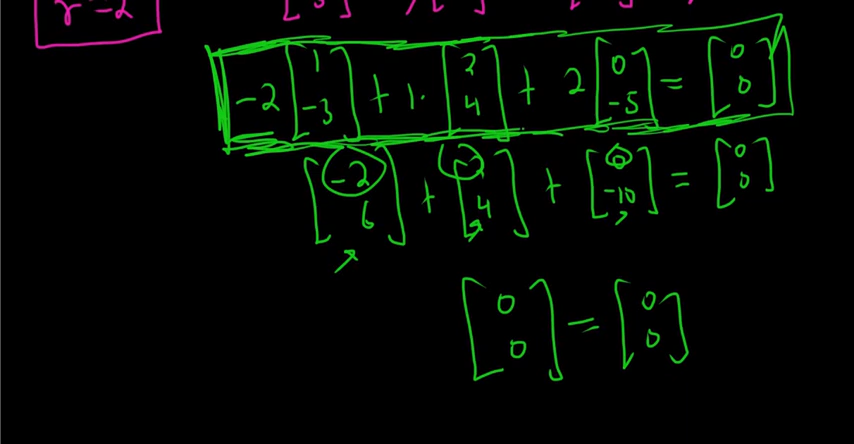 r = 2
-2 [1 -3] + 1· [2 4] + 2 [0 -5] = [0 0]
[-2 6] + [2 4] + [0 -10] = [0 0]
[0 0] = [0 0]